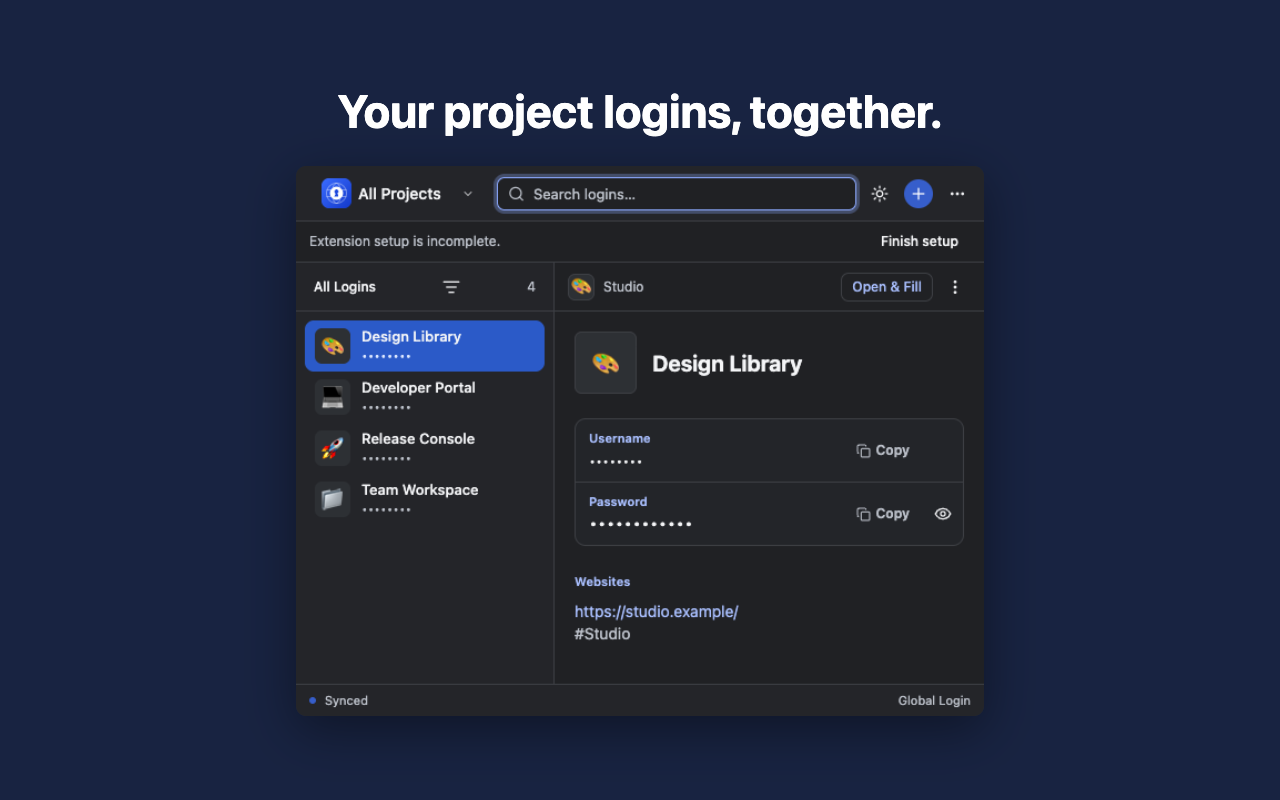 Your project logins, together.
All Projects
Search logins...
Extension setup is incomplete.
Finish setup
All Logins
4
Studio
Open & Fill
Design Library
••••••••
Developer Portal
••••••••
Release Console
••••••••
Team Workspace
••••••••
Design Library
Username
••••••••
Copy
Password
••••••••••••
Copy
Websites
https://studio.example/
#Studio
Synced
Global Login